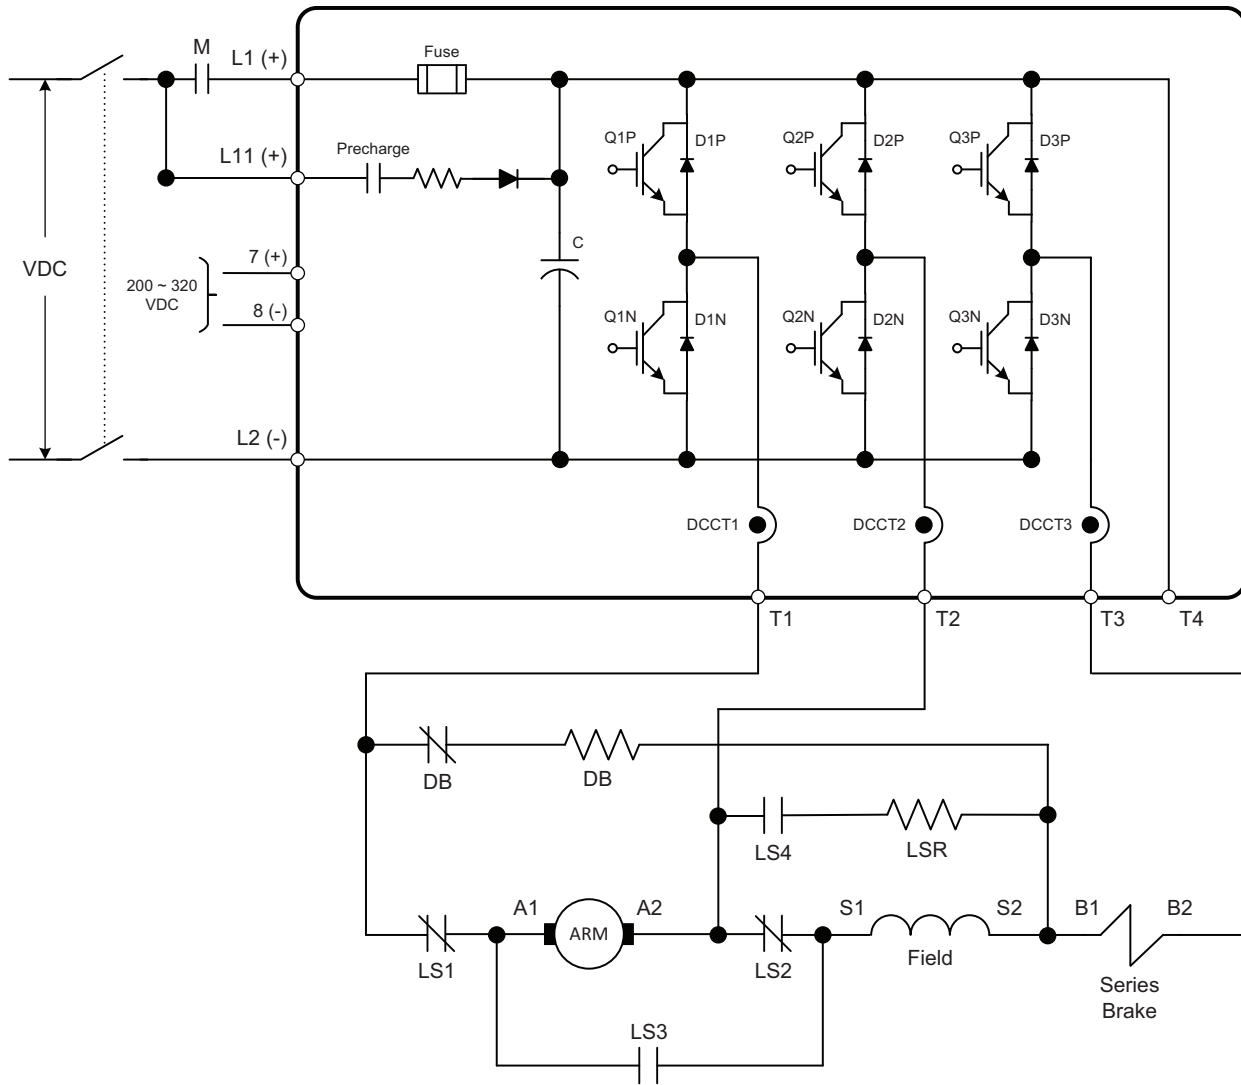 M
L1 (+)
Fuse
Q1P
D1P
Q2P
D2P
Q3P
D3P
L11 (+)
Precharge
VDC
7 (+)
200 ~ 320
VDC
8 (-)
C
Q1N
D1N
Q2N
D2N
Q3N
D3N
L2 (-)
DCCT1
DCCT2
DCCT3
T1
T2
T3
T4
DB
DB
LS4
LSR
A1
ARM
A2
S1
S2
B1
B2
LS1
LS2
Field
Series
Brake
LS3